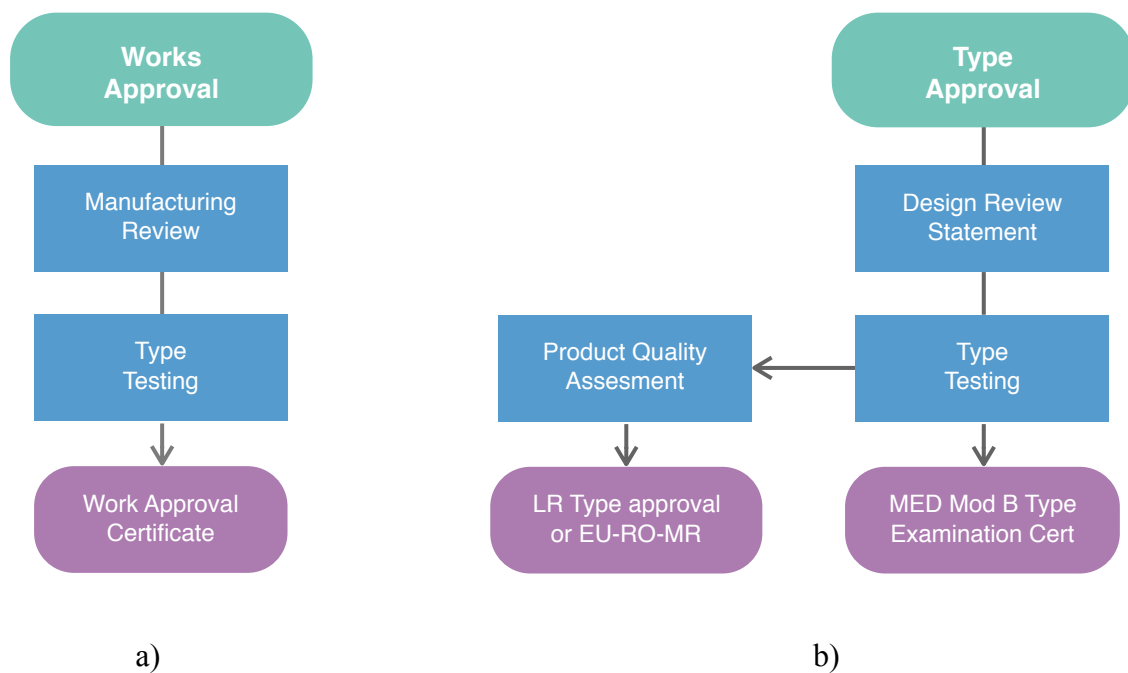 Works
Approval
Manufacturing
Review
Type
Testing
Work Approval
Certificate
a)
Type
Approval
Design Review
Statement
Type
Testing
Product Quality
Assesment
LR Type approval
or EU-RO-MR
MED Mod B Type
Examination Cert
b)